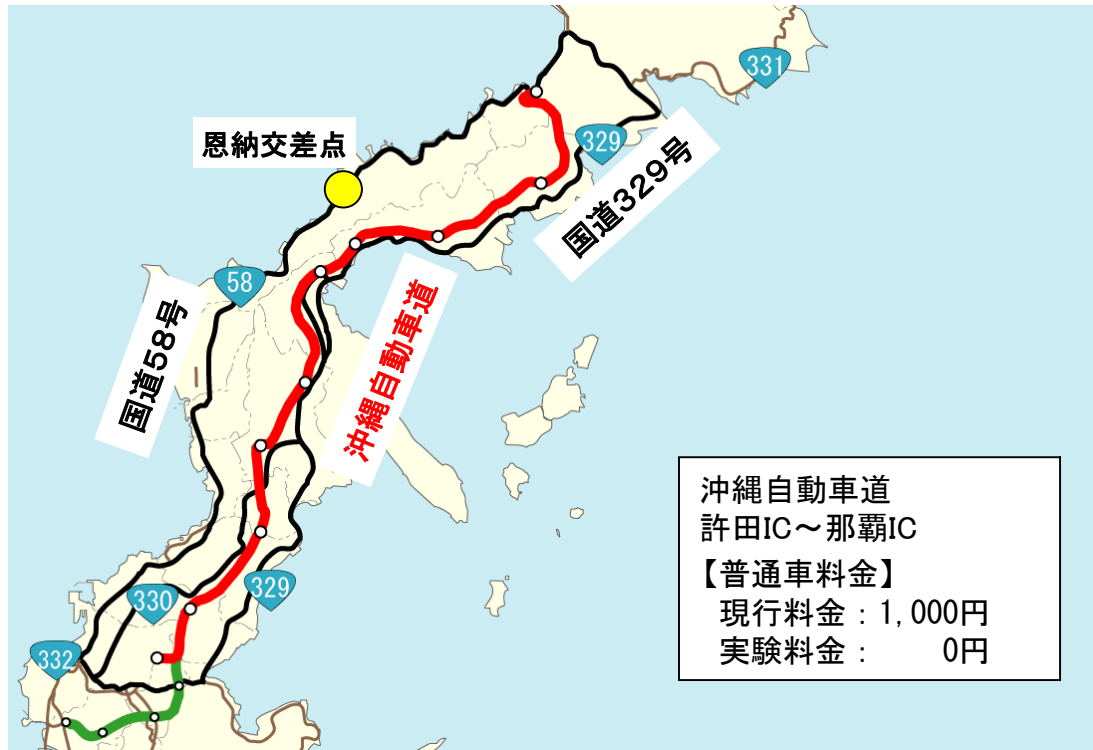 331
恩納交差点
329
国道329号
58
国道58号
沖縄自動車道
沖縄自動車道
許田IC～那覇IC
【普通車料金】
現行料金：1,000円
実験料金：　　0円
330
329
332